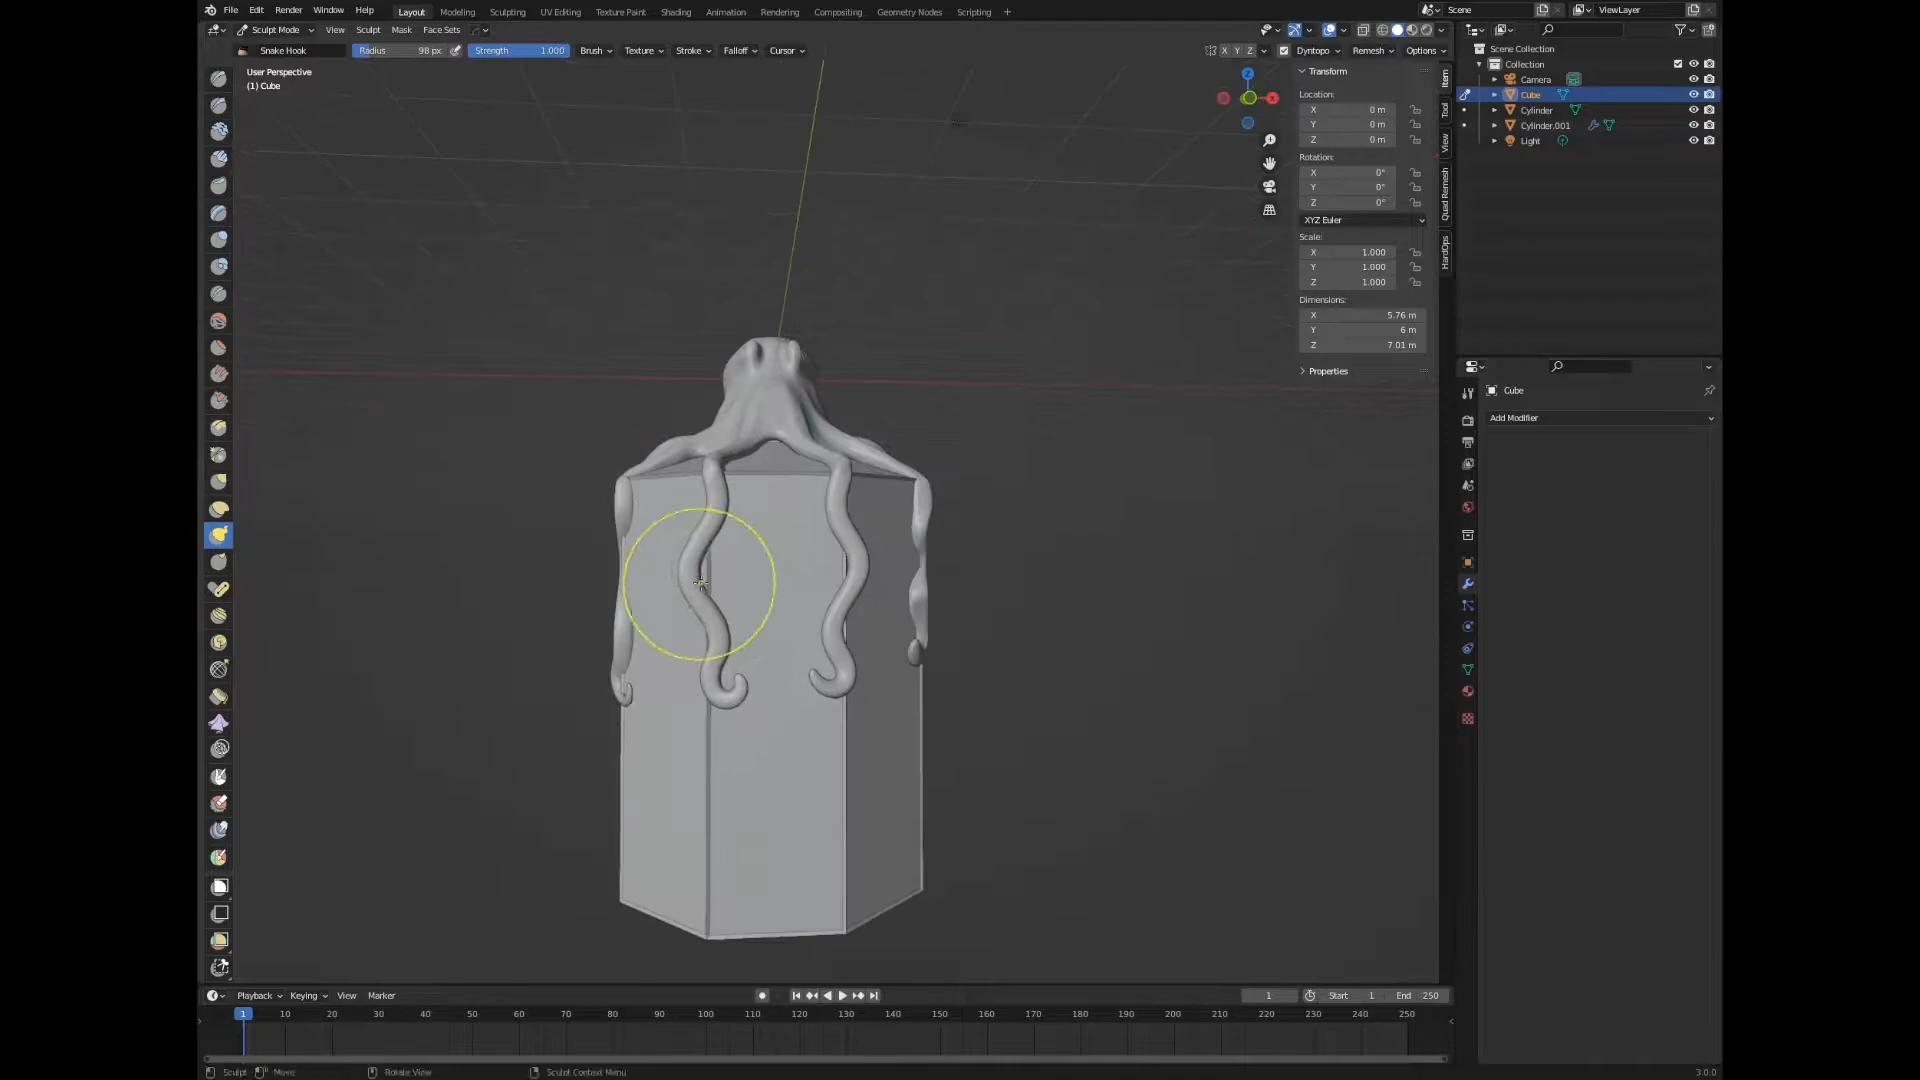 File Edit Render Window Help Layout Modeling Sculpting UV Editing Texture Paint Shading Animation Rendering Compositing Geometry Nodes Scripting + Scene ViewLayer
Sculpt Mode View Sculpt Mask Face Sets
Snake Hook Radius 98 px Strength 1.000 Brush Texture Stroke Falloff Cursor X Y Z Dyntopo Remesh Options
User Perspective
(1) Cube
Transform
Location:
X 0 m
Y 0 m
Z 0 m
Rotation:
X 0°
Y 0°
Z 0°
XYZ Euler
Scale:
X 1.000
Y 1.000
Z 1.000
Dimensions:
X 5.76 m
Y 6 m
Z 7.01 m
Properties
Item
Tool
View
Quad Remesh
HardOps
Z
X
Scene Collection
Collection
Camera
Cube
Cylinder
Cylinder.001
Light
Cube
Add Modifier
Playback Keying View Marker 1 Start 1 End 250
1 10 20 30 40 50 60 70 80 90 100 110 120 130 140 150 160 170 180 190 200 210 220 230 240 250
Sculpt Move Rotate View Sculpt Context Menu 3.0.0